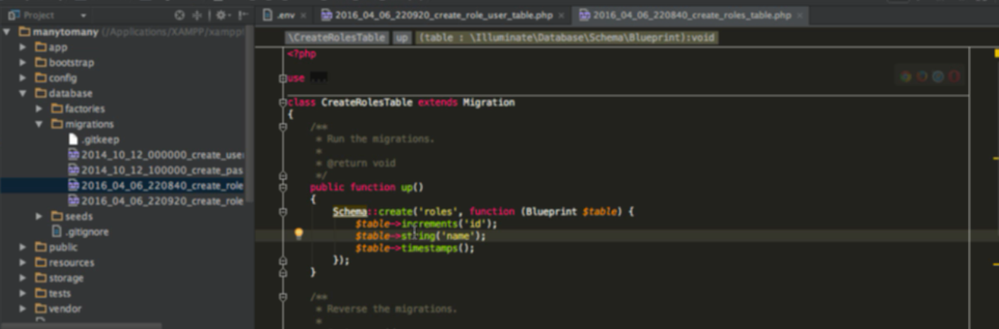 Project
.env
2016_04_06_220920_create_role_user_table.php
2016_04_06_220840_create_roles_table.php
manytomany (/Applications/XAMPP/xampp
app
bootstrap
config
database
factories
migrations
.gitkeep
2014_10_12_000000_create_use
2014_10_12_100000_create_pas
2016_04_06_220840_create_role
2016_04_06_220920_create_role
seeds
.gitignore
public
resources
storage
tests
vendor
\CreateRolesTable up (table : \Illuminate\Database\Schema\Blueprint):void
<?php
use ...
class CreateRolesTable extends Migration
{
/**
* Run the migrations.
*
* @return void
*/
public function up()
{
Schema::create('roles', function (Blueprint $table) {
$table->increments('id');
$table->string('name');
$table->timestamps();
});
}
/**
* Reverse the migrations.
*